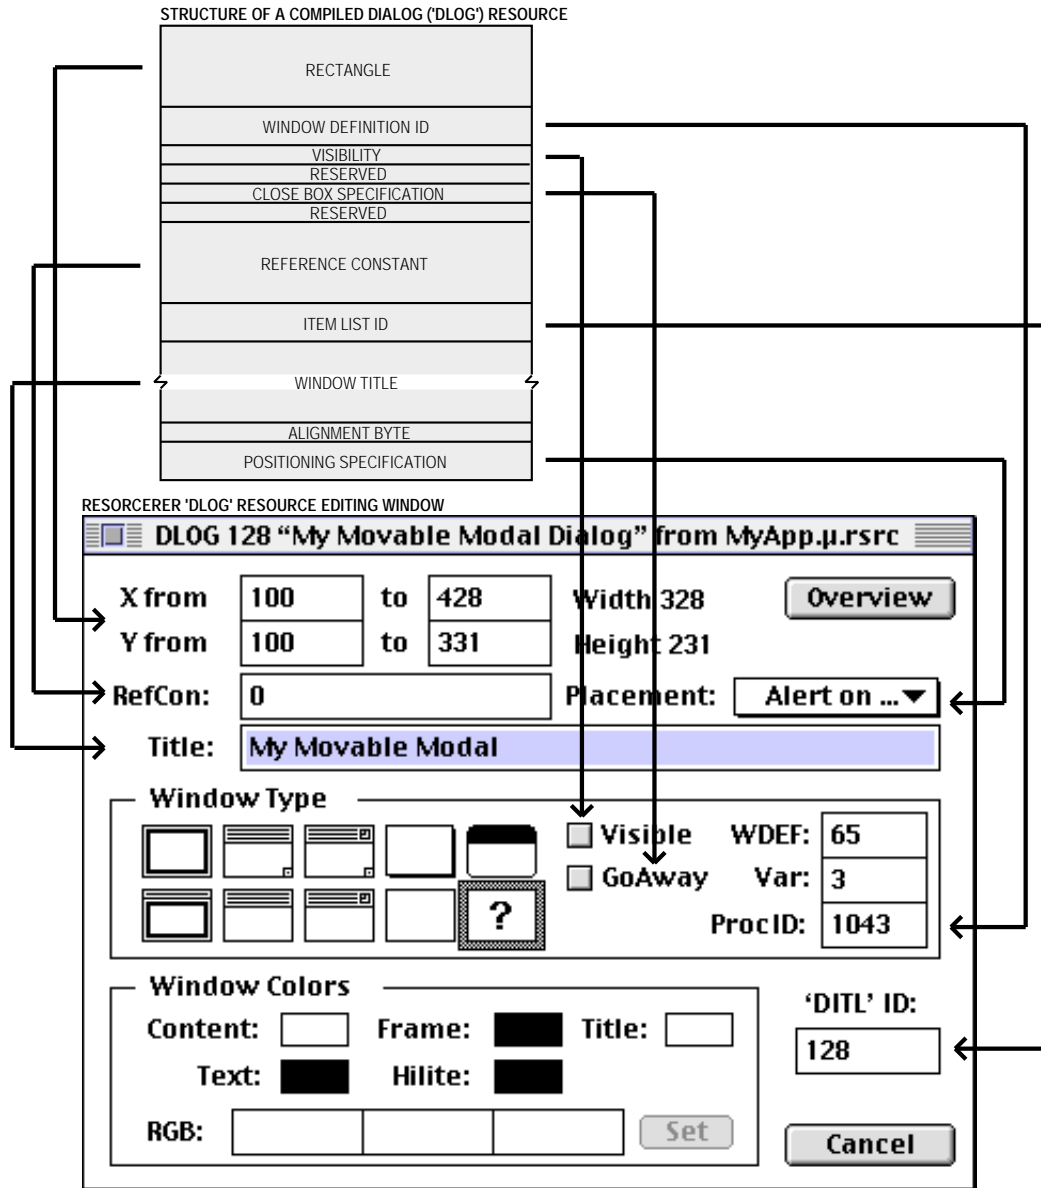 STRUCTURE OF A COMPILED DIALOG ('DLOG') RESOURCE
RECTANGLE
WINDOW DEFINITION ID
VISIBILITY
RESERVED
CLOSE BOX SPECIFICATION
RESERVED
REFERENCE CONSTANT
ITEM LIST ID
WINDOW TITLE
ALIGNMENT BYTE
POSITIONING SPECIFICATION
RESORCERER 'DLOG' RESOURCE EDITING WINDOW
DLOG 128 “My Movable Modal Dialog” from MyApp.µ.rsrc
X from 100 to 428 Width 328 Overview
Y from 100 to 331 Height 231
RefCon: 0 Placement: Alert on ...
Title: My Movable Modal
Window Type
Visible WDEF: 65
GoAway Var: 3
? ProcID: 1043
Window Colors
‘DITL’ ID:
Content: Frame: Title:
128
Text: Hilite:
RGB: Set
Cancel